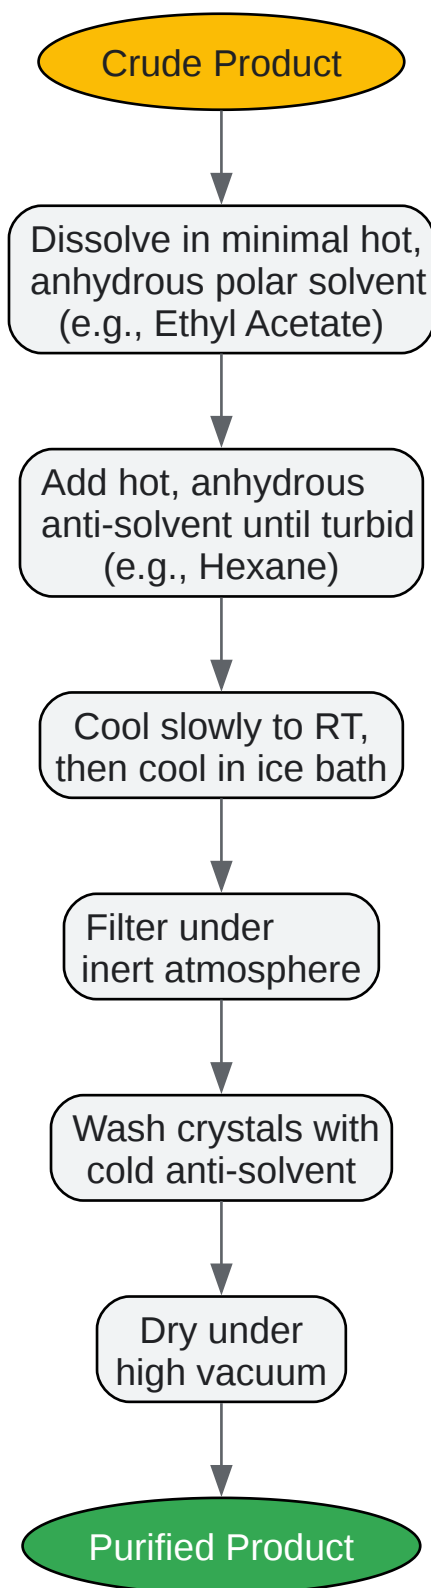 Crude Product
Dissolve in minimal hot,
anhydrous polar solvent
(e.g., Ethyl Acetate)
Add hot, anhydrous
anti-solvent until turbid
(e.g., Hexane)
Cool slowly to RT,
then cool in ice bath
Filter under
inert atmosphere
Wash crystals with
cold anti-solvent
Dry under
high vacuum
Purified Product